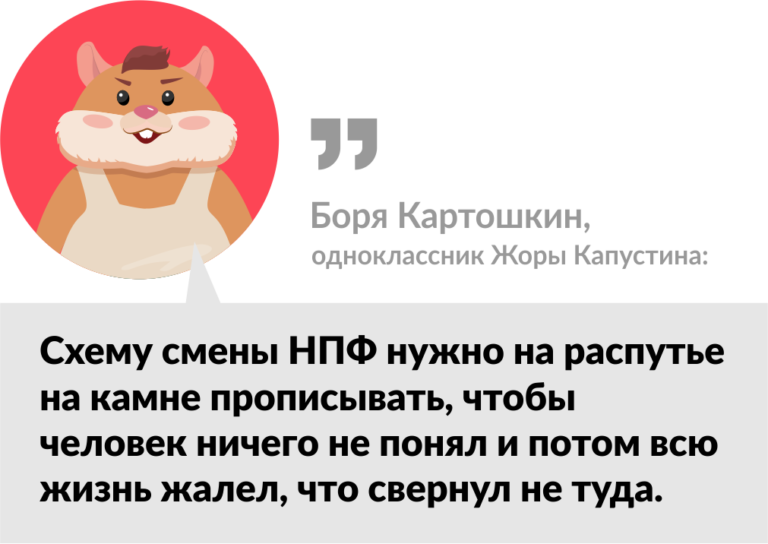 ”
Боря Картошкин,
одноклассник Жоры Капустина:
Схему смены НПФ нужно на распутье
на камне прописывать, чтобы
человек ничего не понял и потом всю
жизнь жалел, что свернул не туда.